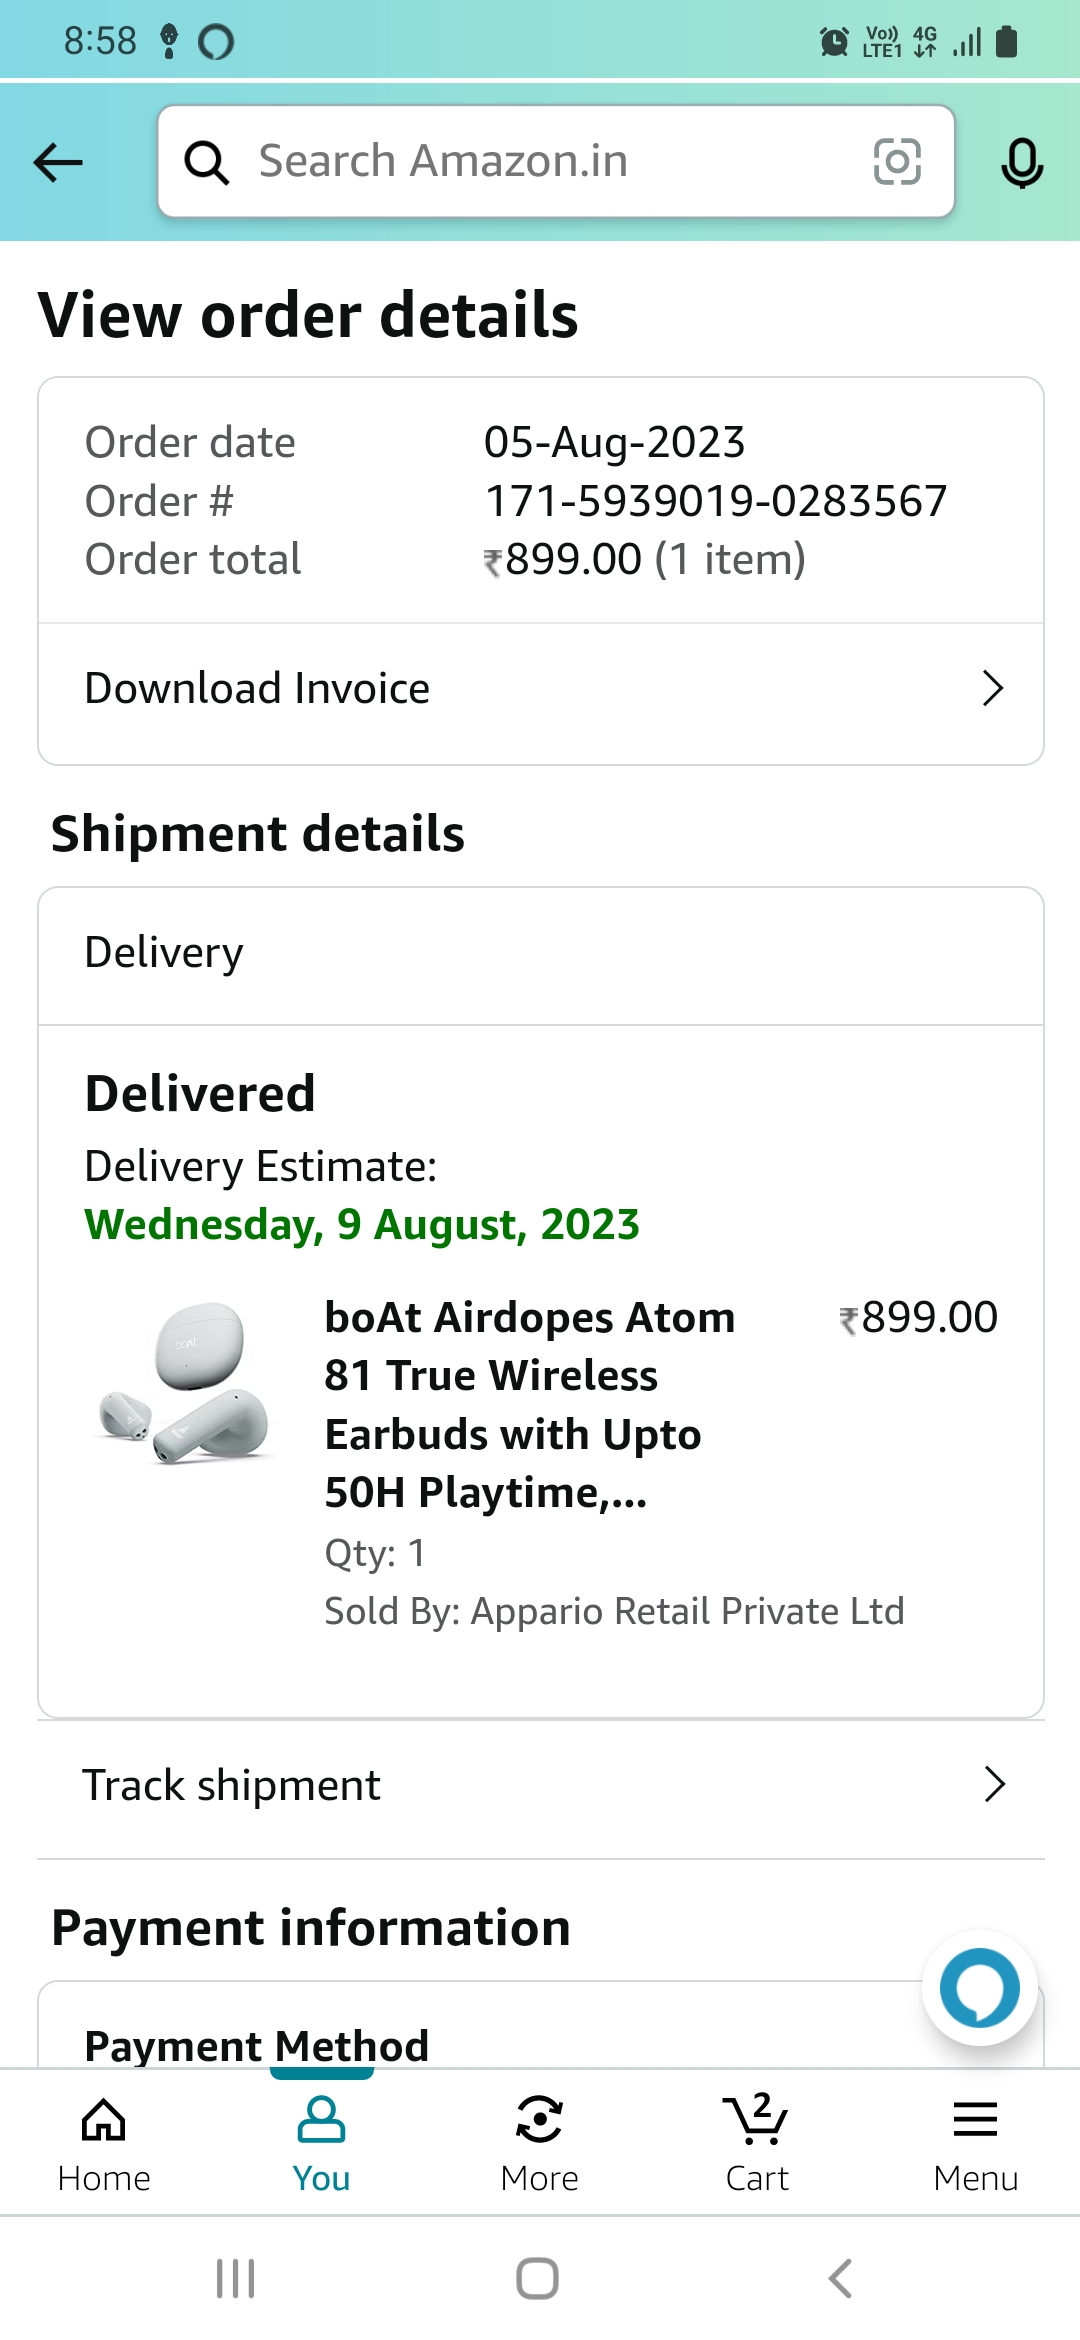 8:58
Vo)) LTE1 4G
Search Amazon.in
View order details
Order date 05-Aug-2023
Order # 171-5939019-0283567
Order total ₹899.00 (1 item)
Download Invoice
Shipment details
Delivery
Delivered
Delivery Estimate:
Wednesday, 9 August, 2023
boAt Airdopes Atom ₹899.00
81 True Wireless
Earbuds with Upto
50H Playtime,...
Qty: 1
Sold By: Appario Retail Private Ltd
Track shipment
Payment information
Payment Method
2
Home You More Cart Menu